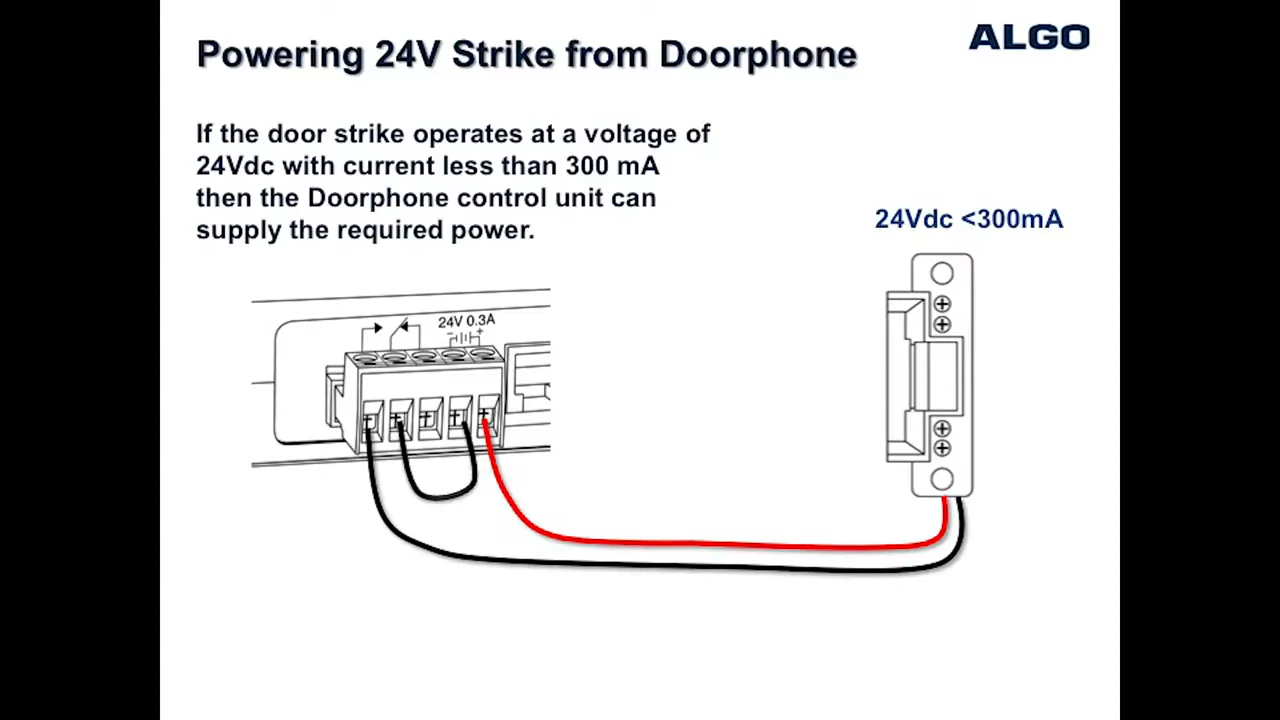 ALGO
Powering 24V Strike from Doorphone
If the door strike operates at a voltage of
24Vdc with current less than 300 mA
then the Doorphone control unit can
supply the required power.
24Vdc <300mA
24V 0.3A
- +